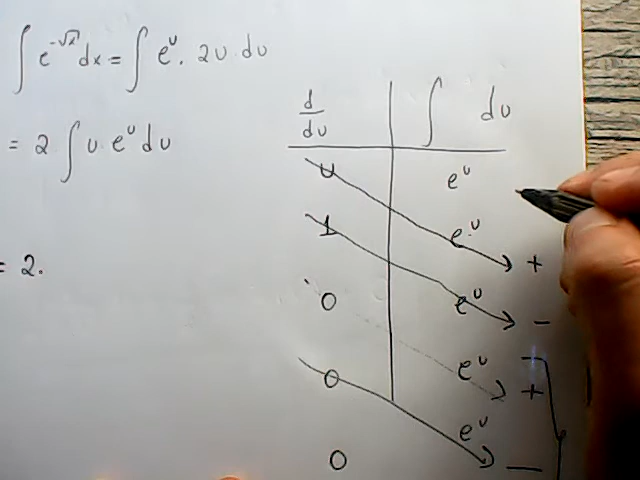 ∫ e^{-√x} dx = ∫ e^u · 2u · du
= 2 ∫ u · e^u du
= 2.
d/du ∫ du
u e^u
1 e^u +
0 e^u −
0 e^u +
0 e^u −